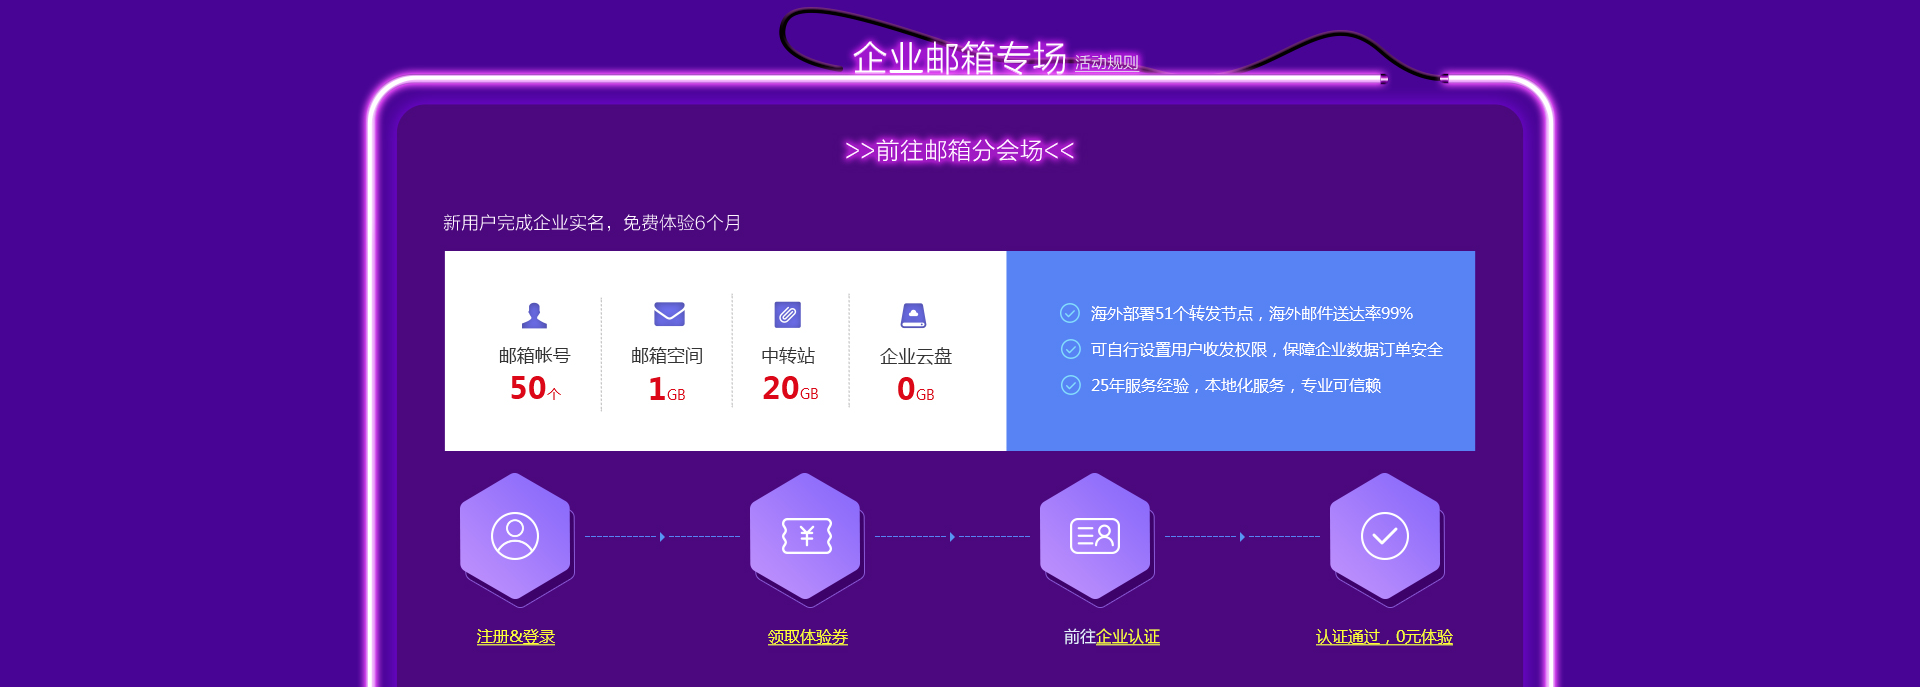 企业邮箱专场 活动规则
>>前往邮箱分会场<<
新用户完成企业实名，免费体验6个月
邮箱帐号
50个
邮箱空间
1GB
中转站
20GB
企业云盘
0GB
海外部署51个转发节点，海外邮件送达率99%
可自行设置用户收发权限，保障企业数据订单安全
25年服务经验，本地化服务，专业可信赖
注册&登录
领取体验券
前往企业认证
认证通过，0元体验